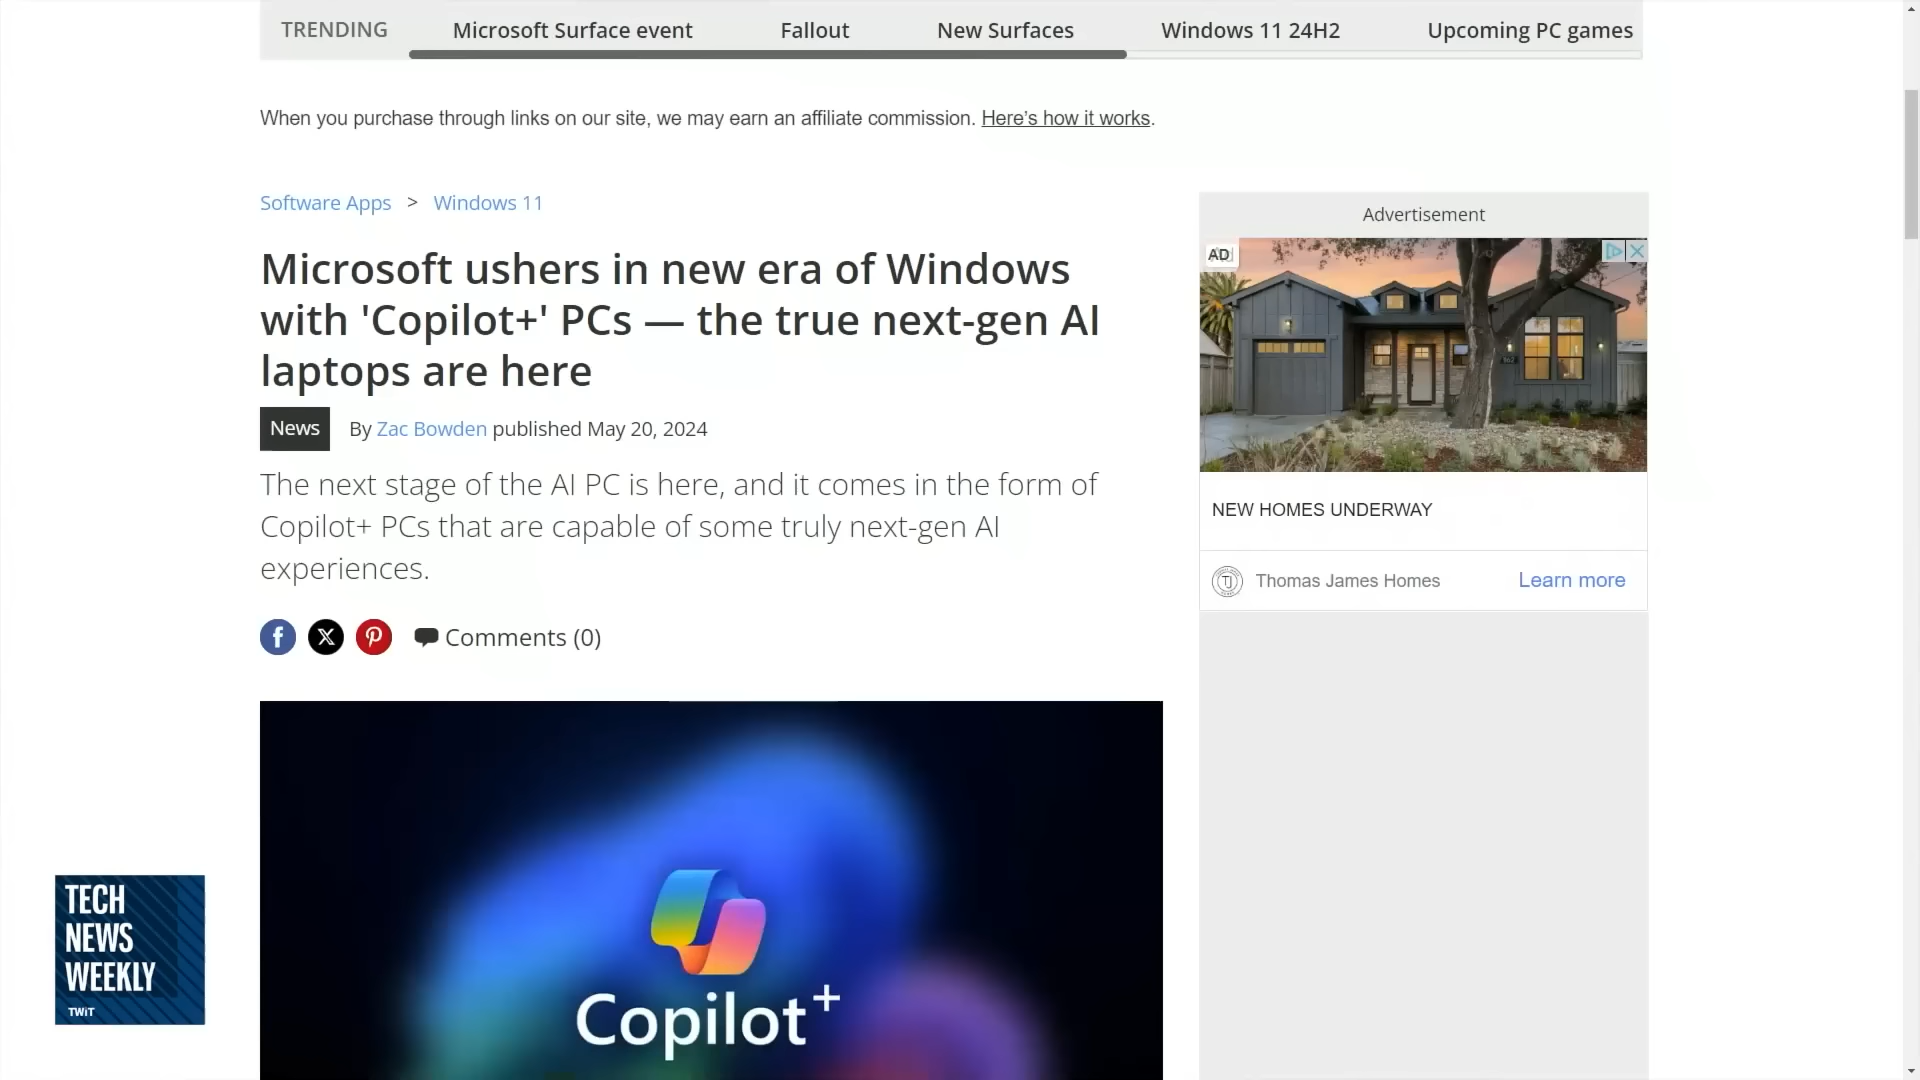 TRENDING Microsoft Surface event Fallout New Surfaces Windows 11 24H2 Upcoming PC games
When you purchase through links on our site, we may earn an affiliate commission. Here’s how it works.
Software Apps > Windows 11
Microsoft ushers in new era of Windows
with 'Copilot+' PCs — the true next-gen AI
laptops are here
News By Zac Bowden published May 20, 2024
The next stage of the AI PC is here, and it comes in the form of
Copilot+ PCs that are capable of some truly next-gen AI
experiences.
Comments (0)
Copilot+
Advertisement
AD
NEW HOMES UNDERWAY
TJ
Thomas James Homes Learn more
TECH
NEWS
WEEKLY
TWiT